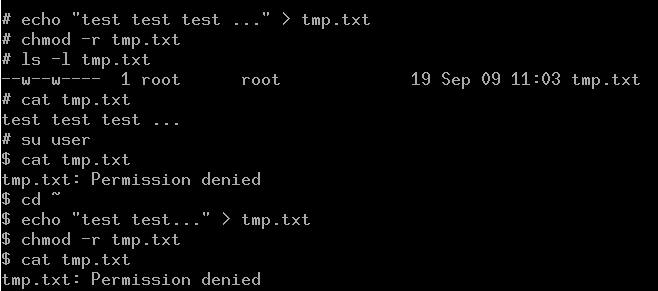 # echo "test test test ..." > tmp.txt
# chmod -r tmp.txt
# ls -l tmp.txt
--w--w---- 1 root root 19 Sep 09 11:03 tmp.txt
# cat tmp.txt
test test test ...
# su user
$ cat tmp.txt
tmp.txt: Permission denied
$ cd ~
$ echo "test test..." > tmp.txt
$ chmod -r tmp.txt
$ cat tmp.txt
tmp.txt: Permission denied